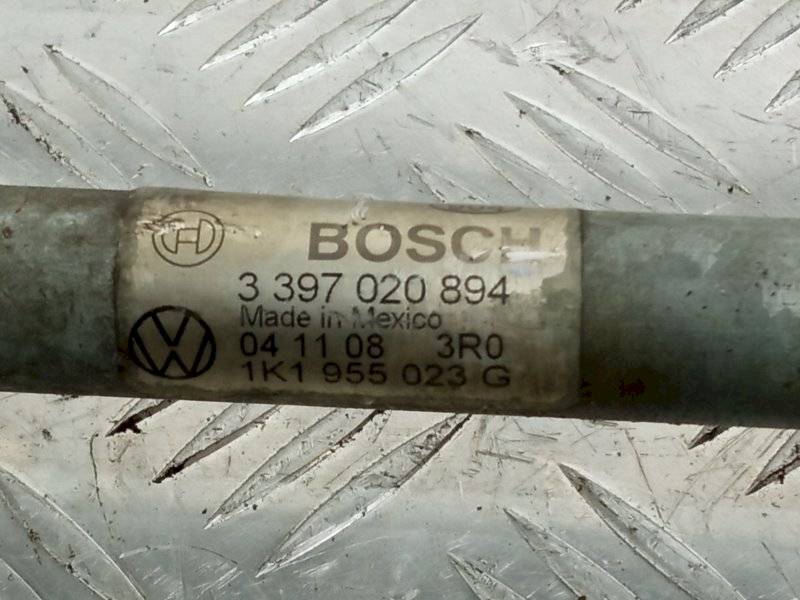 BOSCH
3 397 020 894
Made in Mexico
04 11 08 3R0
1K1 955 023 G